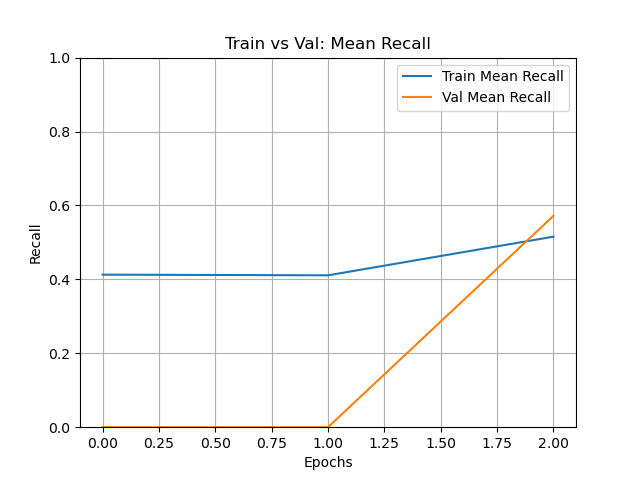 Train vs Val: Mean Recall
1.0
0.8
0.6
0.4
0.2
0.0
Recall
Train Mean Recall
Val Mean Recall
0.00 0.25 0.50 0.75 1.00 1.25 1.50 1.75 2.00
Epochs